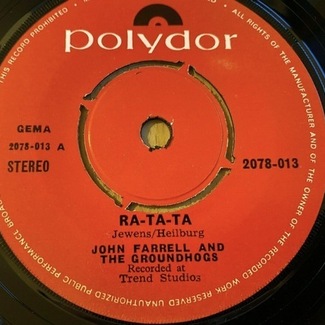 polydor
THIS RECORD PROHIBITED
ALL RIGHTS OF THE MANUFACTURER AND OF THE OWNER OF THE RECORDED WORK RESERVED UNAUTHORIZED PUBLIC PERFORMANCE BROAD
GEMA
2078-013 A
STEREO
2078-013
RA-TA-TA
Jewens/Heilburg
JOHN FARRELL AND
THE GROUNDHOGS
Recorded at
Trend Studios